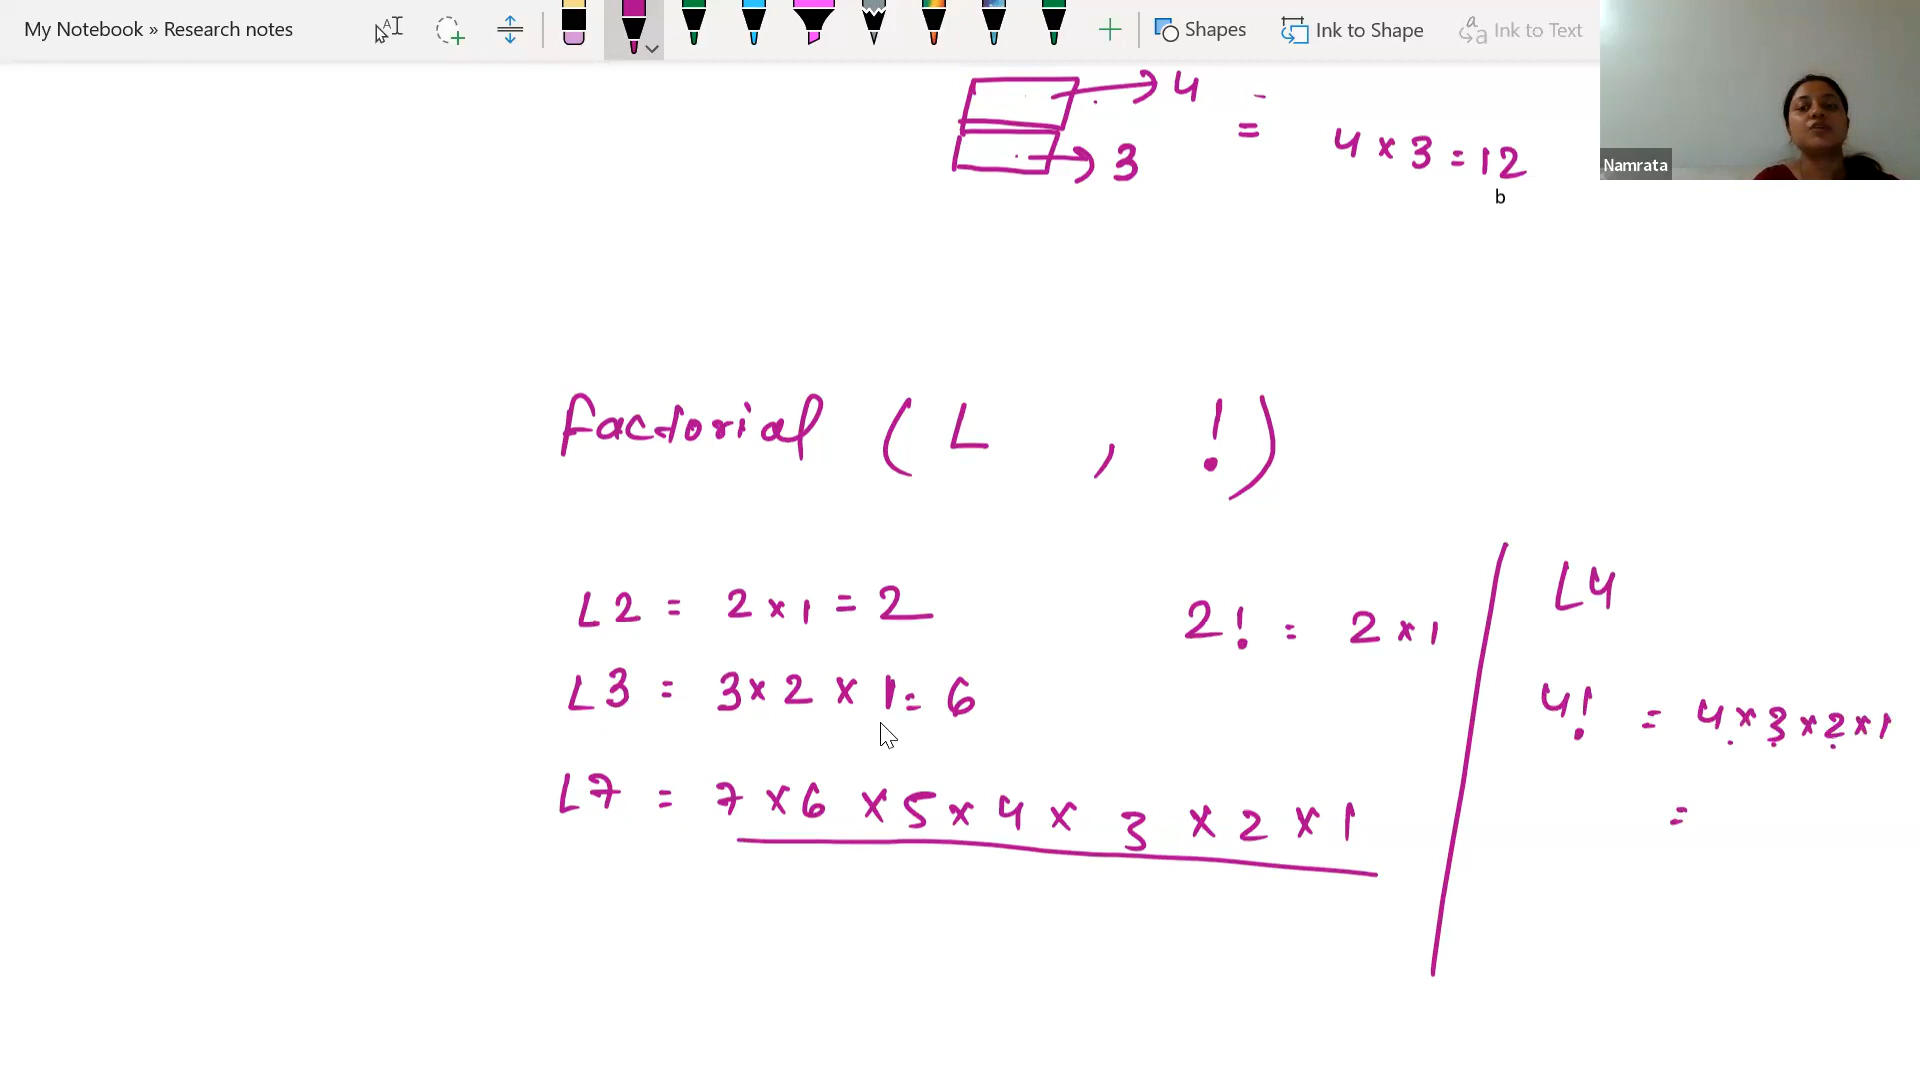 My Notebook » Research notes
Shapes
Ink to Shape
Ink to Text
Namrata
4
3
= 4 × 3 = 12
b
factorial ( L , ! )
L2 = 2 × 1 = 2
2! = 2 × 1
L3 = 3 × 2 × 1 = 6
L7 = 7 × 6 × 5 × 4 × 3 × 2 × 1
L4
4! = 4 × 3 × 2 × 1
=